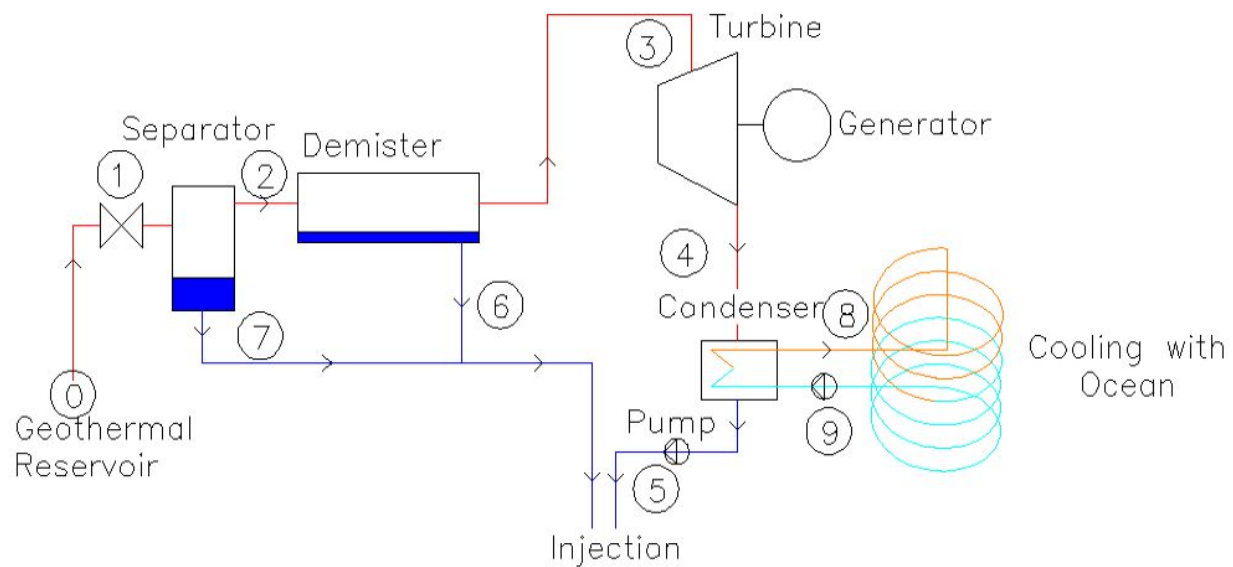 Turbine
3
Generator
Separator
Demister
1
2
4
Condenser
8
6
7
Cooling with
Ocean
0
Geothermal
Reservoir
Pump
9
5
Injection